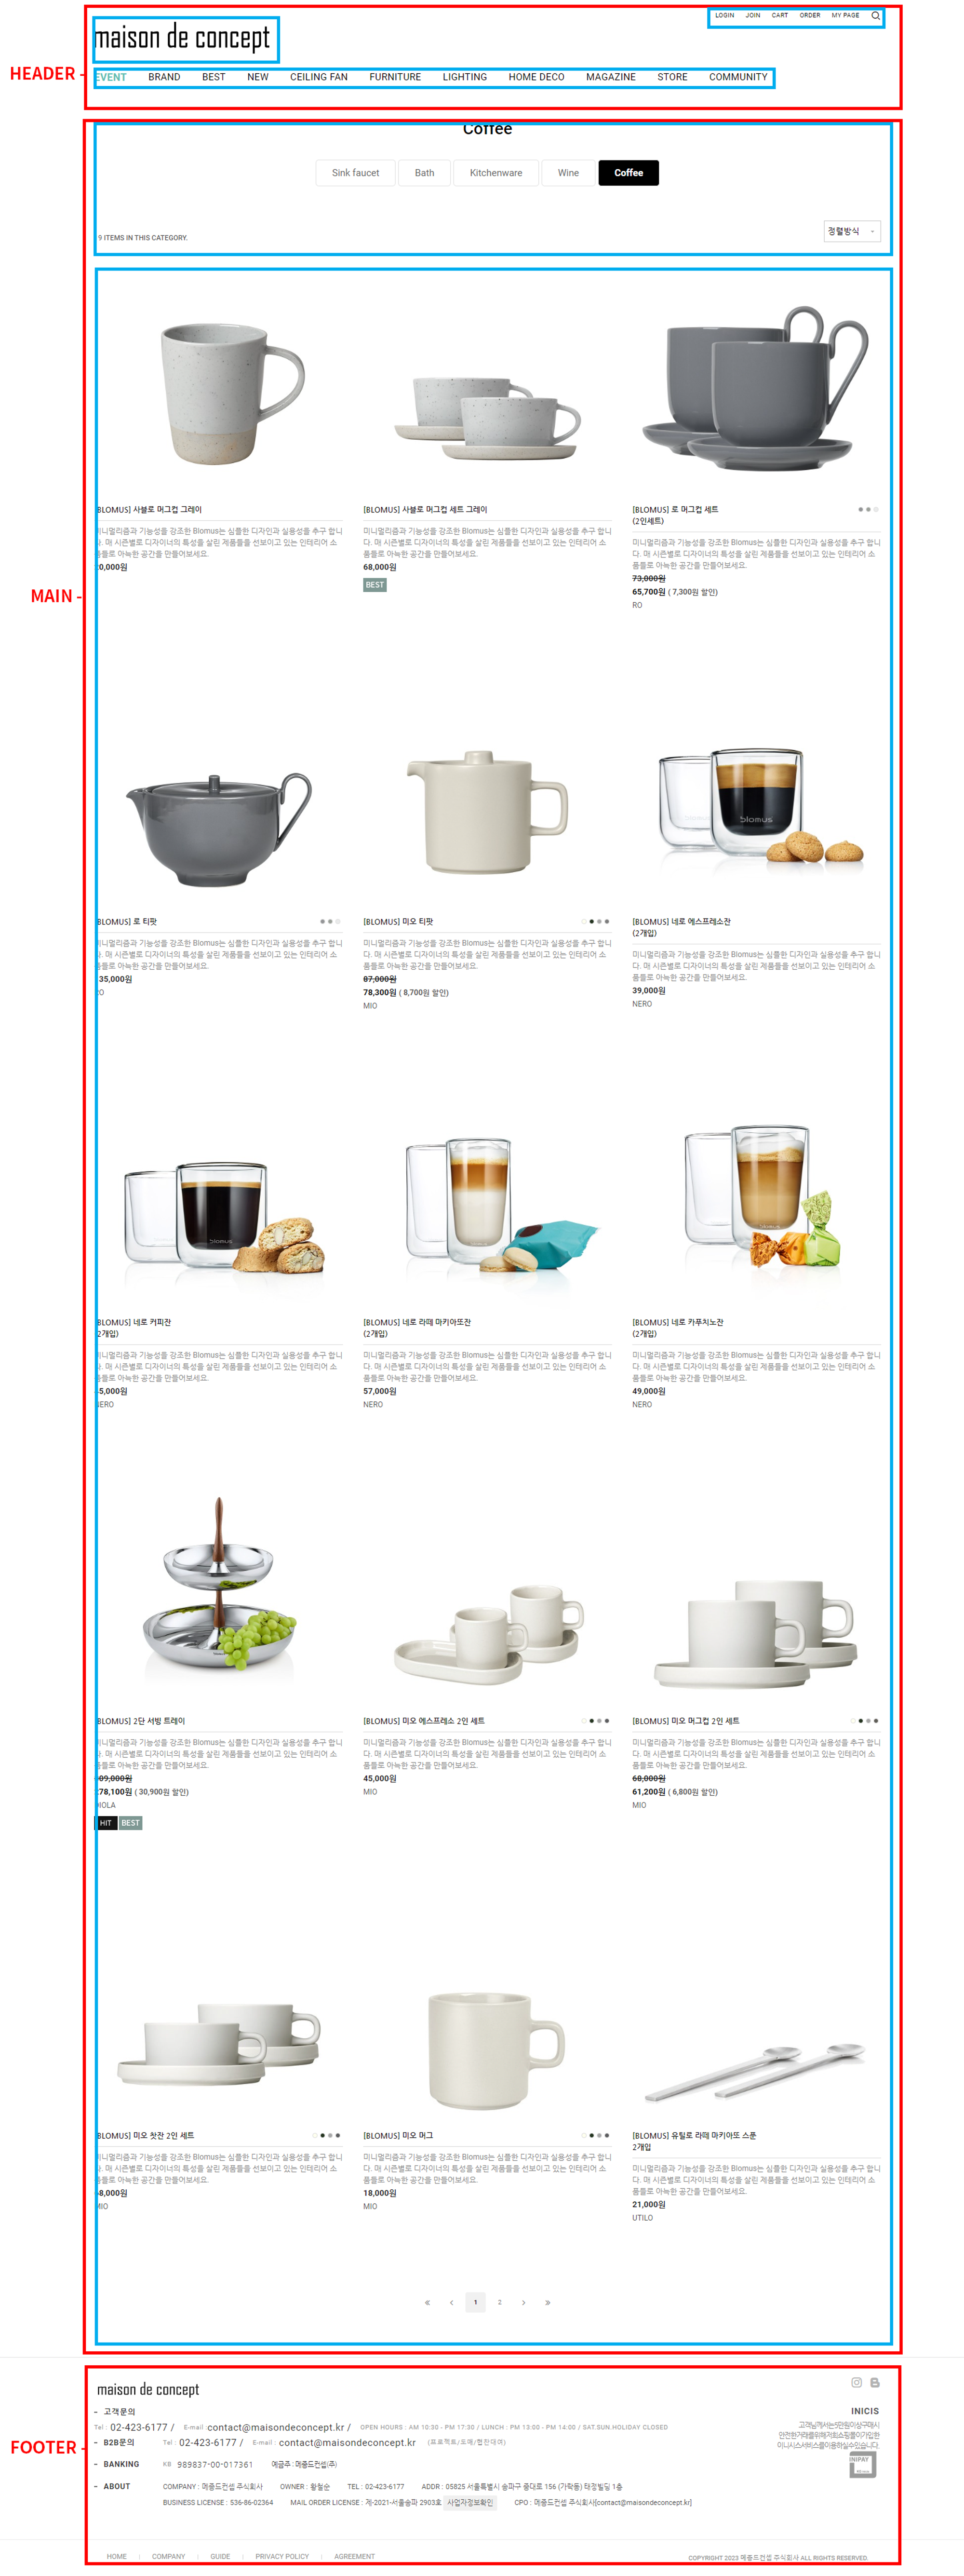 HEADER -
maison de concept
LOGIN JOIN CART ORDER MY PAGE
EVENT BRAND BEST NEW CEILING FAN FURNITURE LIGHTING HOME DECO MAGAZINE STORE COMMUNITY
MAIN -
Coffee
Sink faucet Bath Kitchenware Wine Coffee
9 ITEMS IN THIS CATEGORY.
정렬방식
BLOMUS] 사블로 머그컵 그레이
미니멀리즘과 기능성을 강조한 Blomus는 심플한 디자인과 실용성을 추구 합니
다. 매 시즌별로 디자이너의 특성을 살린 제품들을 선보이고 있는 인테리어 소
품들로 아늑한 공간을 만들어보세요.
0,000원
[BLOMUS] 사블로 머그컵 세트 그레이
미니멀리즘과 기능성을 강조한 Blomus는 심플한 디자인과 실용성을 추구 합니
다. 매 시즌별로 디자이너의 특성을 살린 제품들을 선보이고 있는 인테리어 소
품들로 아늑한 공간을 만들어보세요.
68,000원
BEST
[BLOMUS] 로 머그컵 세트
(2인세트)
미니멀리즘과 기능성을 강조한 Blomus는 심플한 디자인과 실용성을 추구 합니
다. 매 시즌별로 디자이너의 특성을 살린 제품들을 선보이고 있는 인테리어 소
품들로 아늑한 공간을 만들어보세요.
73,000원
65,700원 ( 7,300원 할인)
RO
blomus
BLOMUS] 로 티팟
미니멀리즘과 기능성을 강조한 Blomus는 심플한 디자인과 실용성을 추구 합니
다. 매 시즌별로 디자이너의 특성을 살린 제품들을 선보이고 있는 인테리어 소
품들로 아늑한 공간을 만들어보세요.
35,000원
RO
[BLOMUS] 미오 티팟
미니멀리즘과 기능성을 강조한 Blomus는 심플한 디자인과 실용성을 추구 합니
다. 매 시즌별로 디자이너의 특성을 살린 제품들을 선보이고 있는 인테리어 소
품들로 아늑한 공간을 만들어보세요.
87,000원
78,300원 ( 8,700원 할인)
MIO
[BLOMUS] 네로 에스프레소잔
(2개입)
미니멀리즘과 기능성을 강조한 Blomus는 심플한 디자인과 실용성을 추구 합니
다. 매 시즌별로 디자이너의 특성을 살린 제품들을 선보이고 있는 인테리어 소
품들로 아늑한 공간을 만들어보세요.
39,000원
NERO
blomus
blomus
blomus
BLOMUS] 네로 커피잔
2개입)
미니멀리즘과 기능성을 강조한 Blomus는 심플한 디자인과 실용성을 추구 합니
다. 매 시즌별로 디자이너의 특성을 살린 제품들을 선보이고 있는 인테리어 소
품들로 아늑한 공간을 만들어보세요.
5,000원
NERO
[BLOMUS] 네로 라떼 마키아또잔
(2개입)
미니멀리즘과 기능성을 강조한 Blomus는 심플한 디자인과 실용성을 추구 합니
다. 매 시즌별로 디자이너의 특성을 살린 제품들을 선보이고 있는 인테리어 소
품들로 아늑한 공간을 만들어보세요.
57,000원
NERO
[BLOMUS] 네로 카푸치노잔
(2개입)
미니멀리즘과 기능성을 강조한 Blomus는 심플한 디자인과 실용성을 추구 합니
다. 매 시즌별로 디자이너의 특성을 살린 제품들을 선보이고 있는 인테리어 소
품들로 아늑한 공간을 만들어보세요.
49,000원
NERO
BLOMUS] 2단 서빙 트레이
미니멀리즘과 기능성을 강조한 Blomus는 심플한 디자인과 실용성을 추구 합니
다. 매 시즌별로 디자이너의 특성을 살린 제품들을 선보이고 있는 인테리어 소
품들로 아늑한 공간을 만들어보세요.
09,000원
78,100원 ( 30,900원 할인)
IOLA
HIT BEST
[BLOMUS] 미오 에스프레소 2인 세트
미니멀리즘과 기능성을 강조한 Blomus는 심플한 디자인과 실용성을 추구 합니
다. 매 시즌별로 디자이너의 특성을 살린 제품들을 선보이고 있는 인테리어 소
품들로 아늑한 공간을 만들어보세요.
45,000원
MIO
[BLOMUS] 미오 머그컵 2인 세트
미니멀리즘과 기능성을 강조한 Blomus는 심플한 디자인과 실용성을 추구 합니
다. 매 시즌별로 디자이너의 특성을 살린 제품들을 선보이고 있는 인테리어 소
품들로 아늑한 공간을 만들어보세요.
68,000원
61,200원 ( 6,800원 할인)
MIO
BLOMUS] 미오 찻잔 2인 세트
미니멀리즘과 기능성을 강조한 Blomus는 심플한 디자인과 실용성을 추구 합니
다. 매 시즌별로 디자이너의 특성을 살린 제품들을 선보이고 있는 인테리어 소
품들로 아늑한 공간을 만들어보세요.
8,000원
MIO
[BLOMUS] 미오 머그
미니멀리즘과 기능성을 강조한 Blomus는 심플한 디자인과 실용성을 추구 합니
다. 매 시즌별로 디자이너의 특성을 살린 제품들을 선보이고 있는 인테리어 소
품들로 아늑한 공간을 만들어보세요.
18,000원
MIO
[BLOMUS] 유틸로 라떼 마키아또 스푼
2개입
미니멀리즘과 기능성을 강조한 Blomus는 심플한 디자인과 실용성을 추구 합니
다. 매 시즌별로 디자이너의 특성을 살린 제품들을 선보이고 있는 인테리어 소
품들로 아늑한 공간을 만들어보세요.
21,000원
UTILO
« ‹ 1 2 › »
FOOTER -
maison de concept
- 고객문의
Tel : 02-423-6177 / E-mail : contact@maisondeconcept.kr / OPEN HOURS : AM 10:30 - PM 17:30 / LUNCH : PM 13:00 - PM 14:00 / SAT.SUN.HOLIDAY CLOSED
- B2B문의 Tel : 02-423-6177 / E-mail : contact@maisondeconcept.kr (프로젝트/도매/협찬대여)
- BANKING KB 989837-00-017361 예금주 : 메종드컨셉(주)
- ABOUT COMPANY : 메종드컨셉 주식회사 OWNER : 황철순 TEL : 02-423-6177 ADDR : 05825 서울특별시 송파구 중대로 156 (가락동) 태정빌딩 1층
BUSINESS LICENSE : 536-86-02364 MAIL ORDER LICENSE : 제-2021-서울송파 2903호 사업자정보확인 CPO : 메종드컨셉 주식회사[contact@maisondeconcept.kr]
INICIS
고객님께서는 5만원이상구매시
안전한거래를위해저희쇼핑몰이가입한
이니시스서비스를이용하실수있습니다.
INIPAY
HOME COMPANY GUIDE PRIVACY POLICY AGREEMENT
COPYRIGHT 2023 메종드컨셉 주식회사 ALL RIGHTS RESERVED.